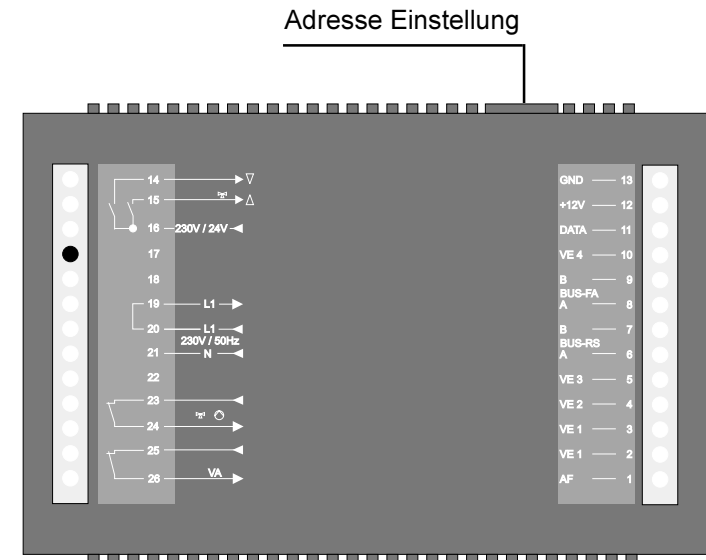 Adresse Einstellung
14
15
16 230V / 24V
17
18
19 L1
20 L1
230V / 50Hz
21 N
22
23
24
25
26 VA
GND 13
+12V 12
DATA 11
VE 4 10
B 9
BUS-FA
A 8
B 7
BUS-RS
A 6
VE 3 5
VE 2 4
VE 1 3
VE 1 2
AF 1